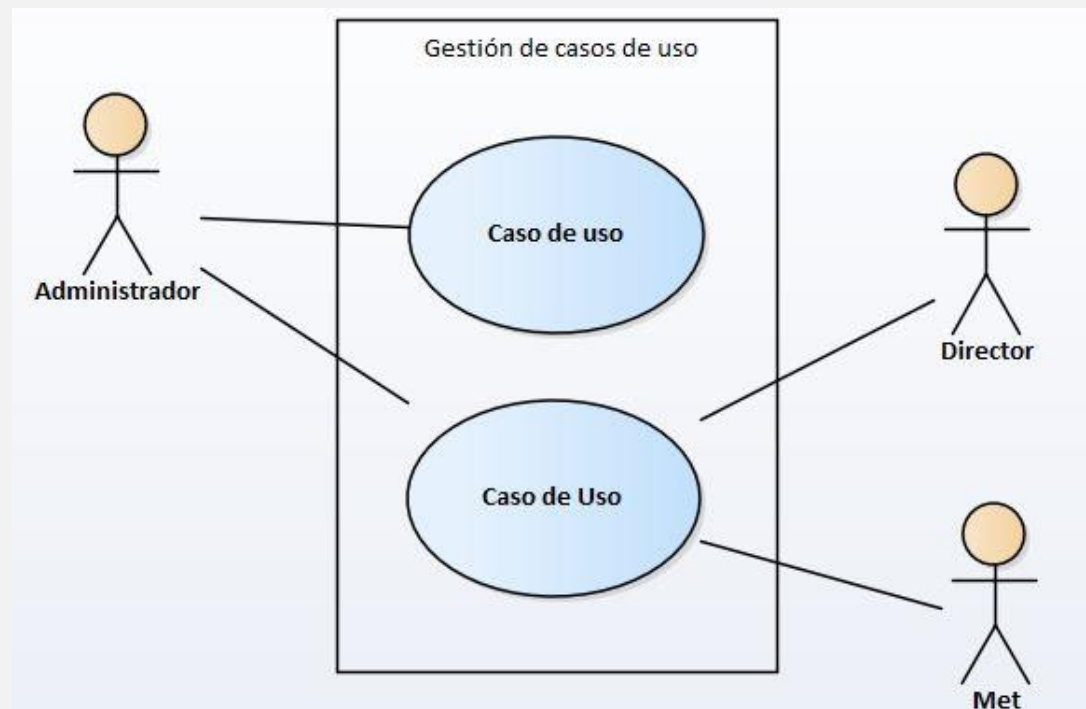 Gestión de casos de uso
Caso de uso
Administrador
Director
Caso de Uso
Met